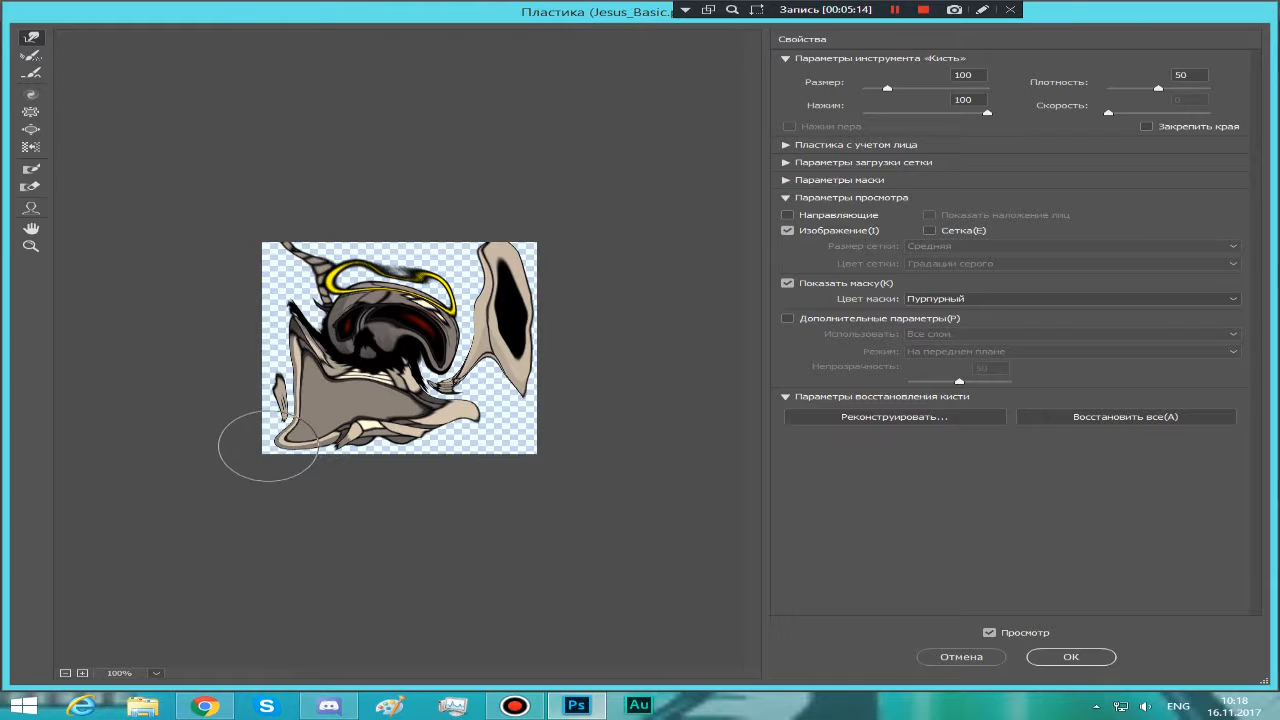 Пластика (Jesus_Basic.
Запись [00:05:14]
Свойства
Параметры инструмента «Кисть»
Размер: 100 Плотность: 50
Нажим: 100 Скорость: 0
Нажим пера Закрепить края
Пластика с учетом лица
Параметры загрузки сетки
Параметры маски
Параметры просмотра
Направляющие Показать наложение лиц
Изображение(I) Сетка(E)
Размер сетки: Средняя
Цвет сетки: Градации серого
Показать маску(K)
Цвет маски: Пурпурный
Дополнительные параметры(P)
Использовать: Все слои
Режим: На переднем плане
Непрозрачность: 50
Параметры восстановления кисти
Реконструировать... Восстановить все(A)
Просмотр
Отмена OK
100%
Ps Au
ENG
10:18
16.11.2017